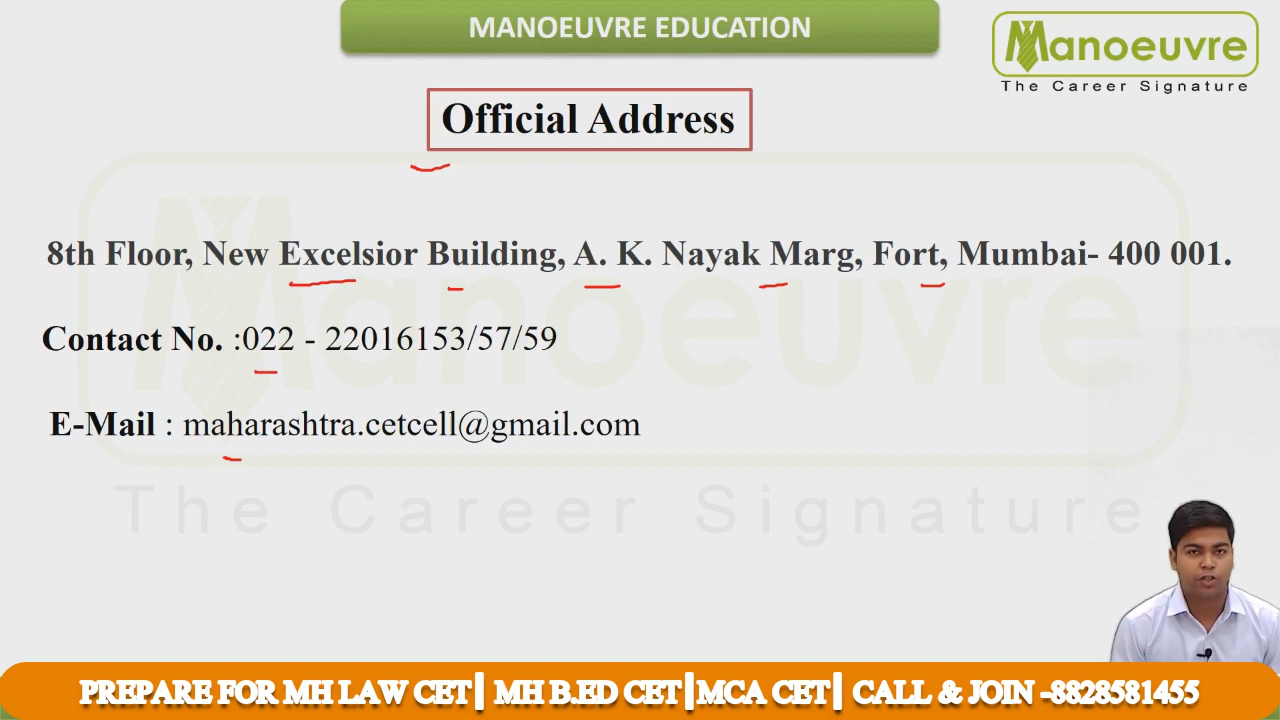 MANOEUVRE EDUCATION
Manoeuvre
The Career Signature
Official Address
8th Floor, New Excelsior Building, A. K. Nayak Marg, Fort, Mumbai- 400 001.
Contact No. :022 - 22016153/57/59
E-Mail : maharashtra.cetcell@gmail.com
Manoeuvre
The Career Signature
PREPARE FOR MH LAW CET| MH B.ED CET|MCA CET| CALL & JOIN -8828581455